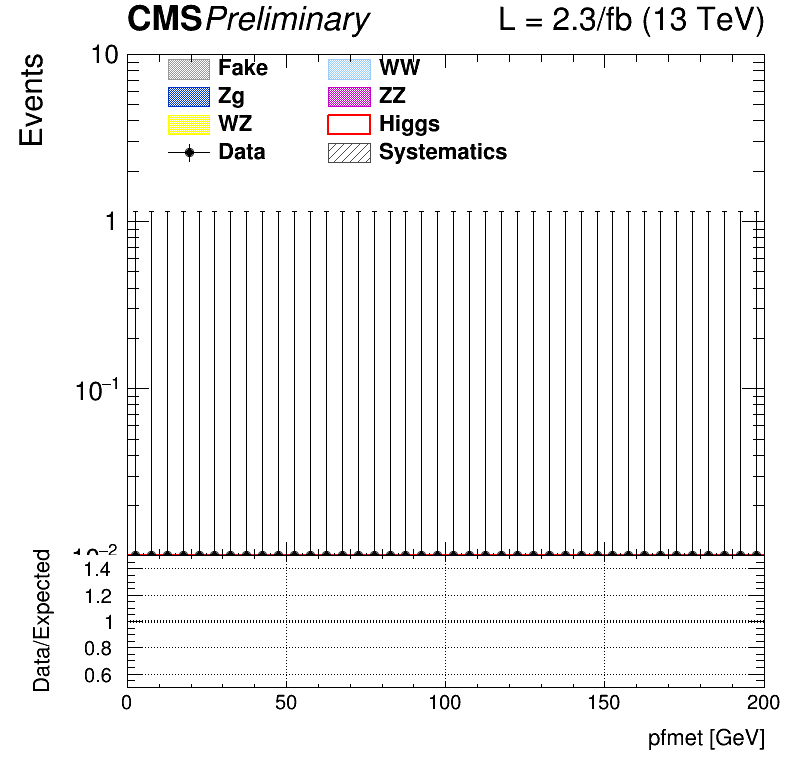 CMS Preliminary L = 2.3/fb (13 TeV)
Events
10
1
10⁻¹
Fake WW
Zg ZZ
WZ Higgs
Data Systematics
Data/Expected
1.4
1.2
1
0.8
0.6
0 50 100 150 200
pfmet [GeV]